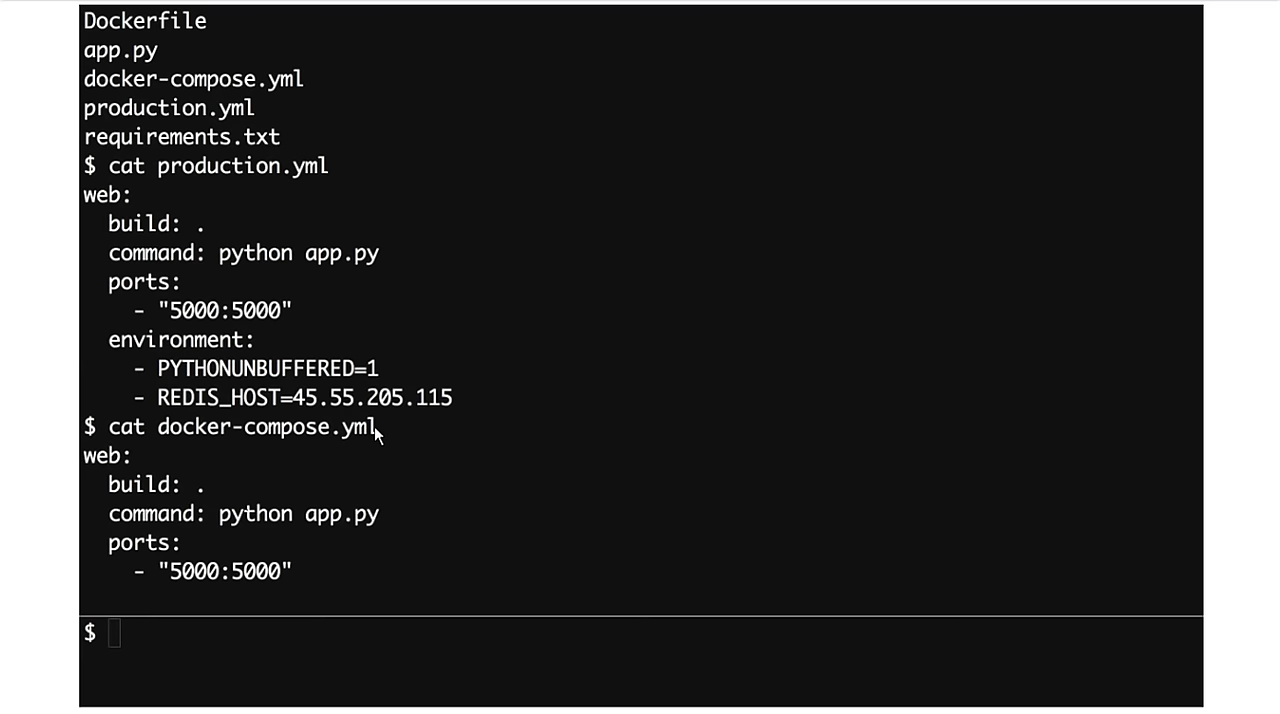 Dockerfile
app.py
docker-compose.yml
production.yml
requirements.txt
$ cat production.yml
web:
  build: .
  command: python app.py
  ports:
    - "5000:5000"
  environment:
    - PYTHONUNBUFFERED=1
    - REDIS_HOST=45.55.205.115
$ cat docker-compose.yml
web:
  build: .
  command: python app.py
  ports:
    - "5000:5000"
$